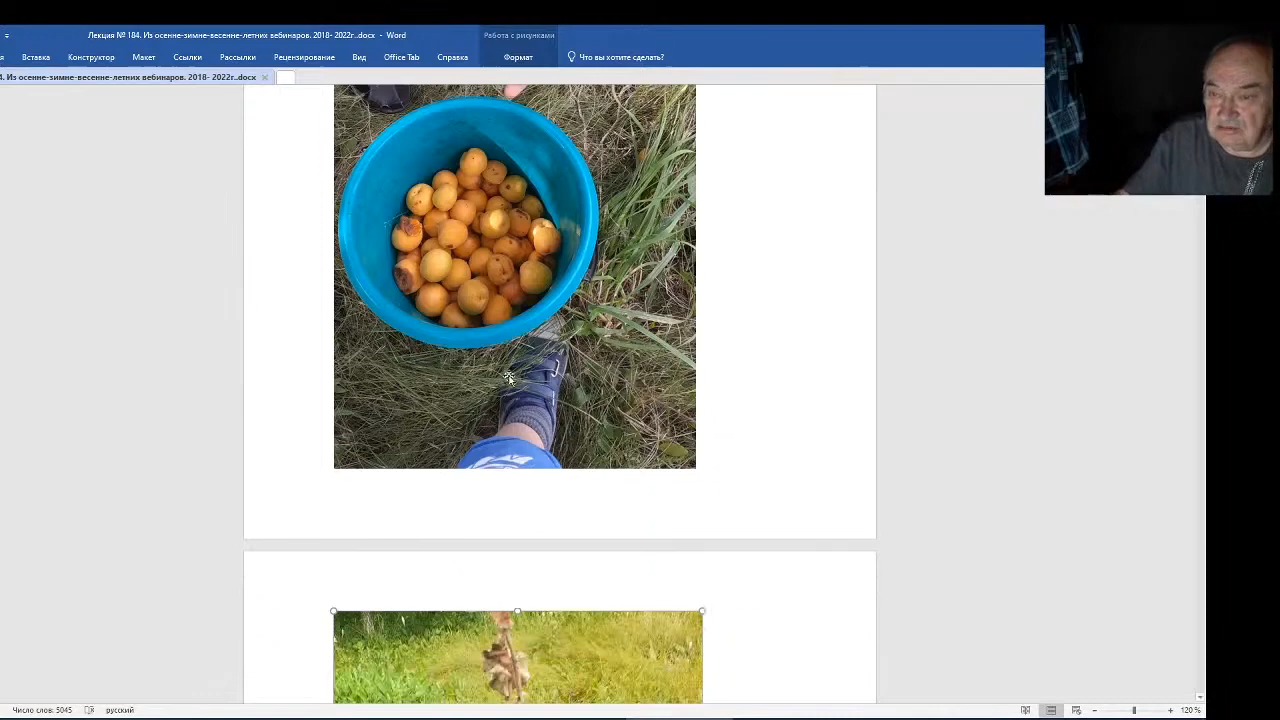 Лекция № 184. Из осенне-зимне-весенне-летних вебинаров. 2018- 2022г..docx - Word
Работа с рисунками
я Вставка Конструктор Макет Ссылки Рассылки Рецензирование Вид Office Tab Справка Формат Что вы хотите сделать?
4. Из осенне-зимне-весенне-летних вебинаров. 2018- 2022г..docx
Число слов: 5045 русский 120 %